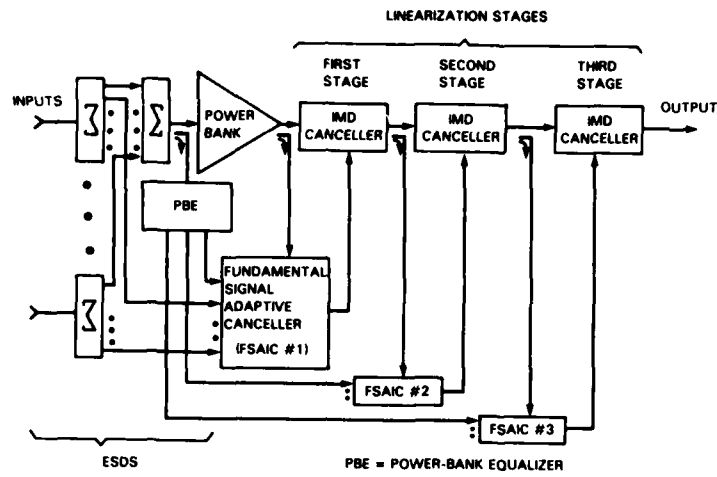 LINEARIZATION STAGES
FIRST
STAGE
SECOND
STAGE
THIRD
STAGE
INPUTS
Σ
Σ
POWER
BANK
IMD
CANCELLER
IMD
CANCELLER
IMD
CANCELLER
OUTPUT
PBE
Σ
FUNDAMENTAL
SIGNAL
ADAPTIVE
CANCELLER
(FSAIC #1)
FSAIC #2
FSAIC #3
ESDS
PBE = POWER-BANK EQUALIZER